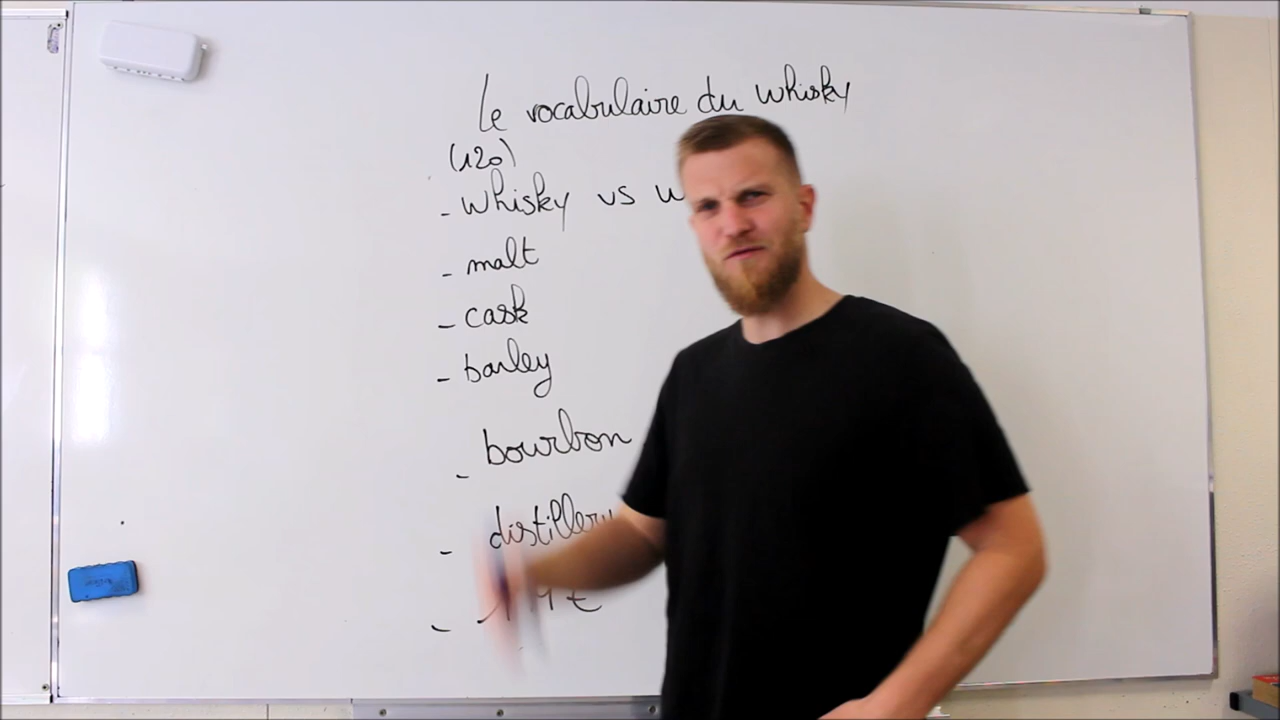 Le vocabulaire du whisky
(120)
- whisky vs w
- malt
- cask
- barley
- bourbon
- distillery
-